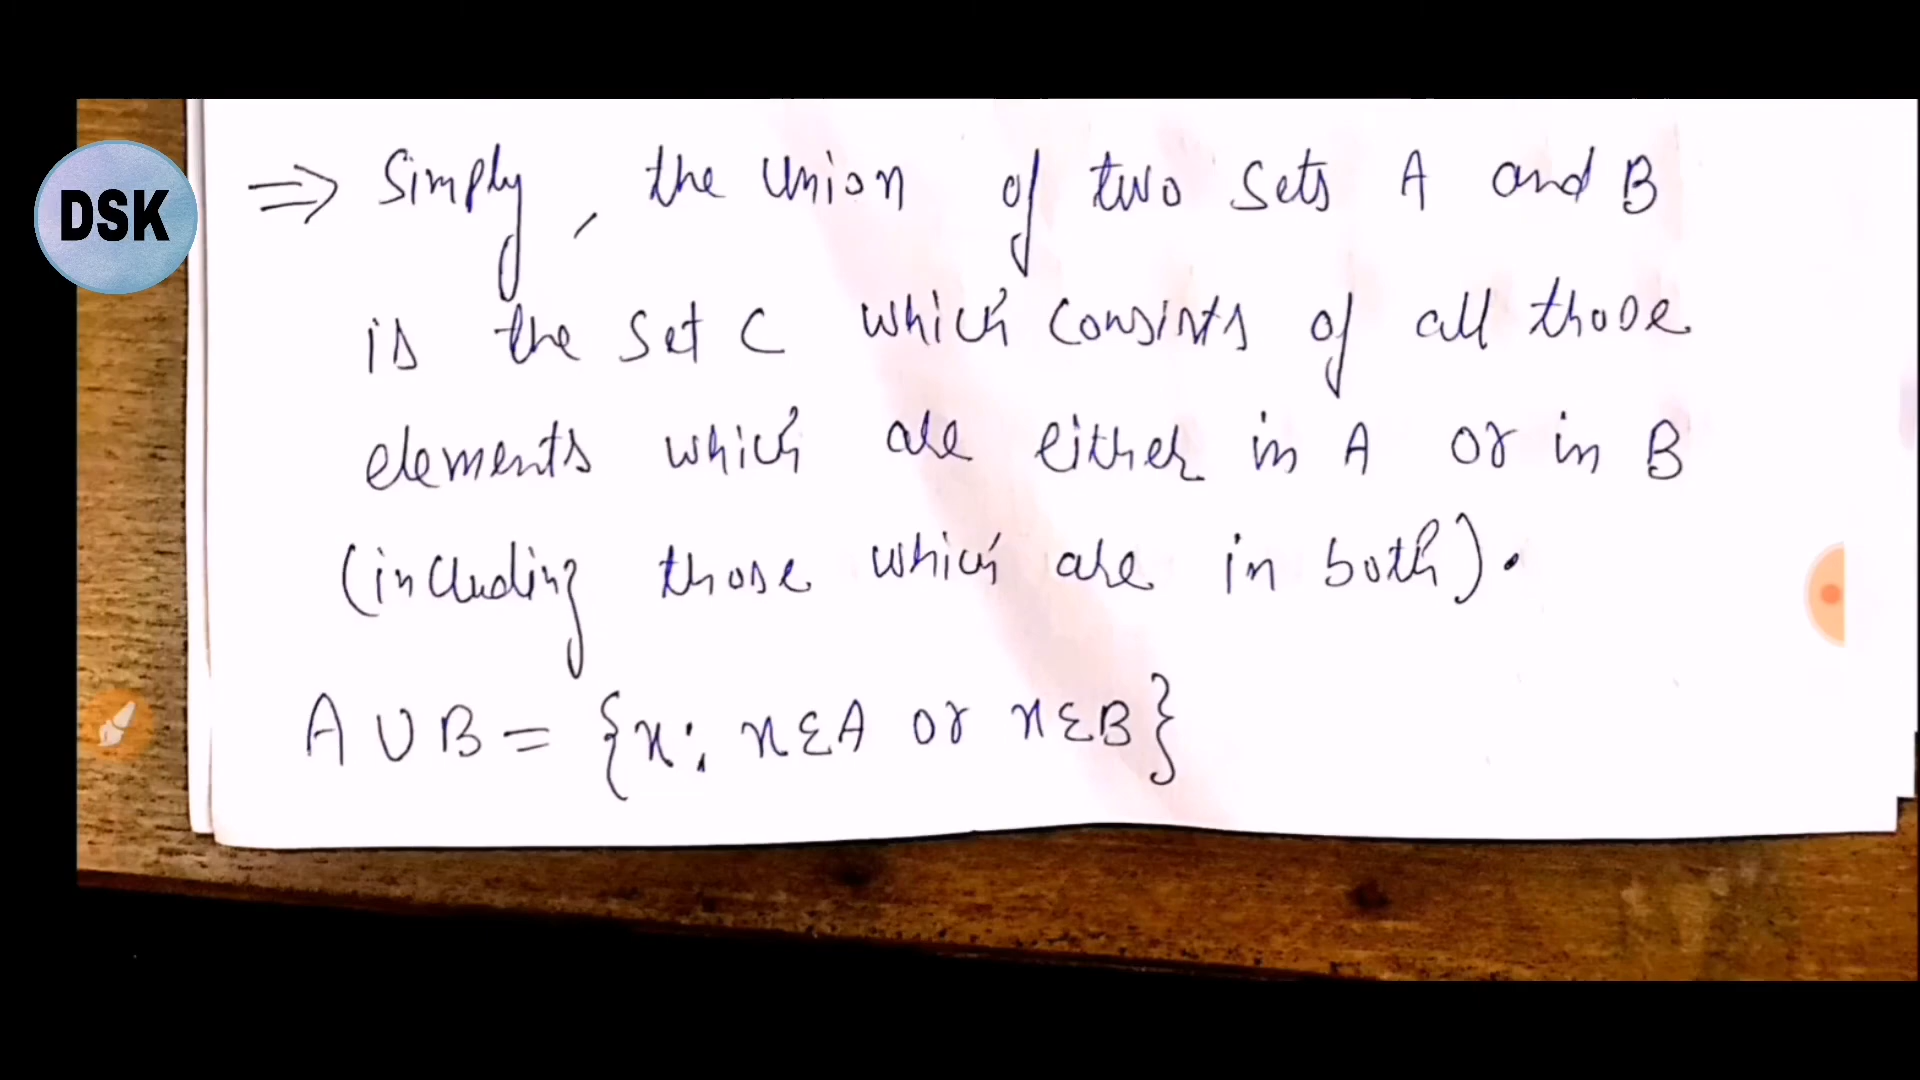 DSK
⇒ Simply, the union of two sets A and B
is the set C which consists of all those
elements which are either in A or in B
(including those which are in both).
A ∪ B = {x : x ∈ A or x ∈ B}